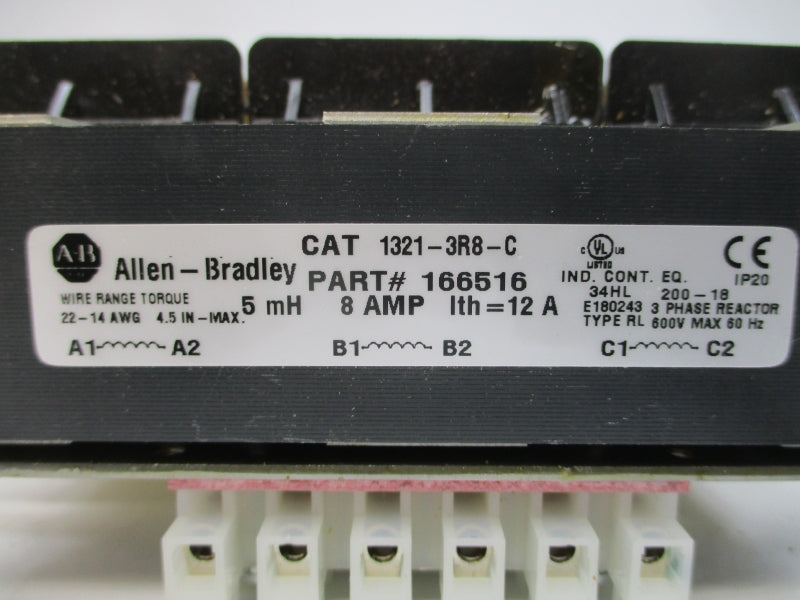 A-B
Allen-Bradley
WIRE RANGE TORQUE
22-14 AWG 4.5 IN-MAX.
CAT 1321-3R8-C
PART# 166516
5 mH 8 AMP Ith=12 A
C UL US
LISTED
CE
IP20
IND. CONT. EQ.
34HL 200-18
E180243 3 PHASE REACTOR
TYPE RL 600V MAX 60 Hz
A1 A2 B1 B2 C1 C2